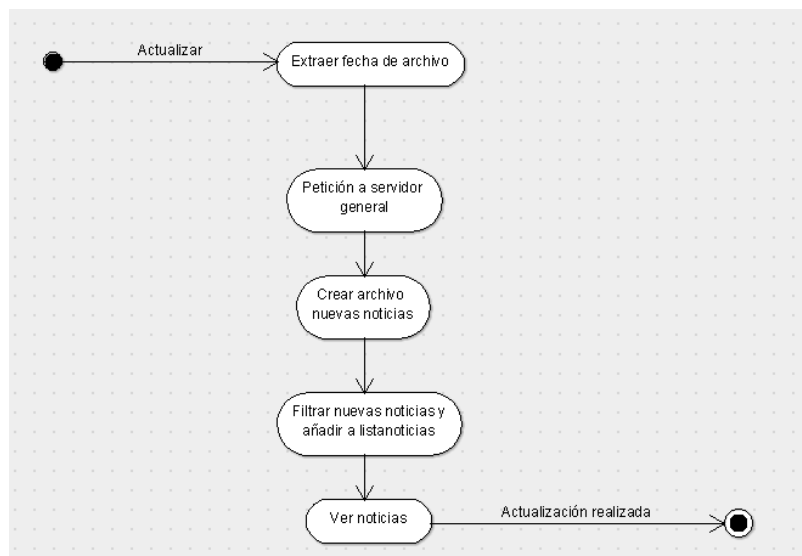 Actualizar
Extraer fecha de archivo
Petición a servidor
general
Crear archivo
nuevas noticias
Filtrar nuevas noticias y
añadir a listanoticias
Ver noticias
Actualización realizada